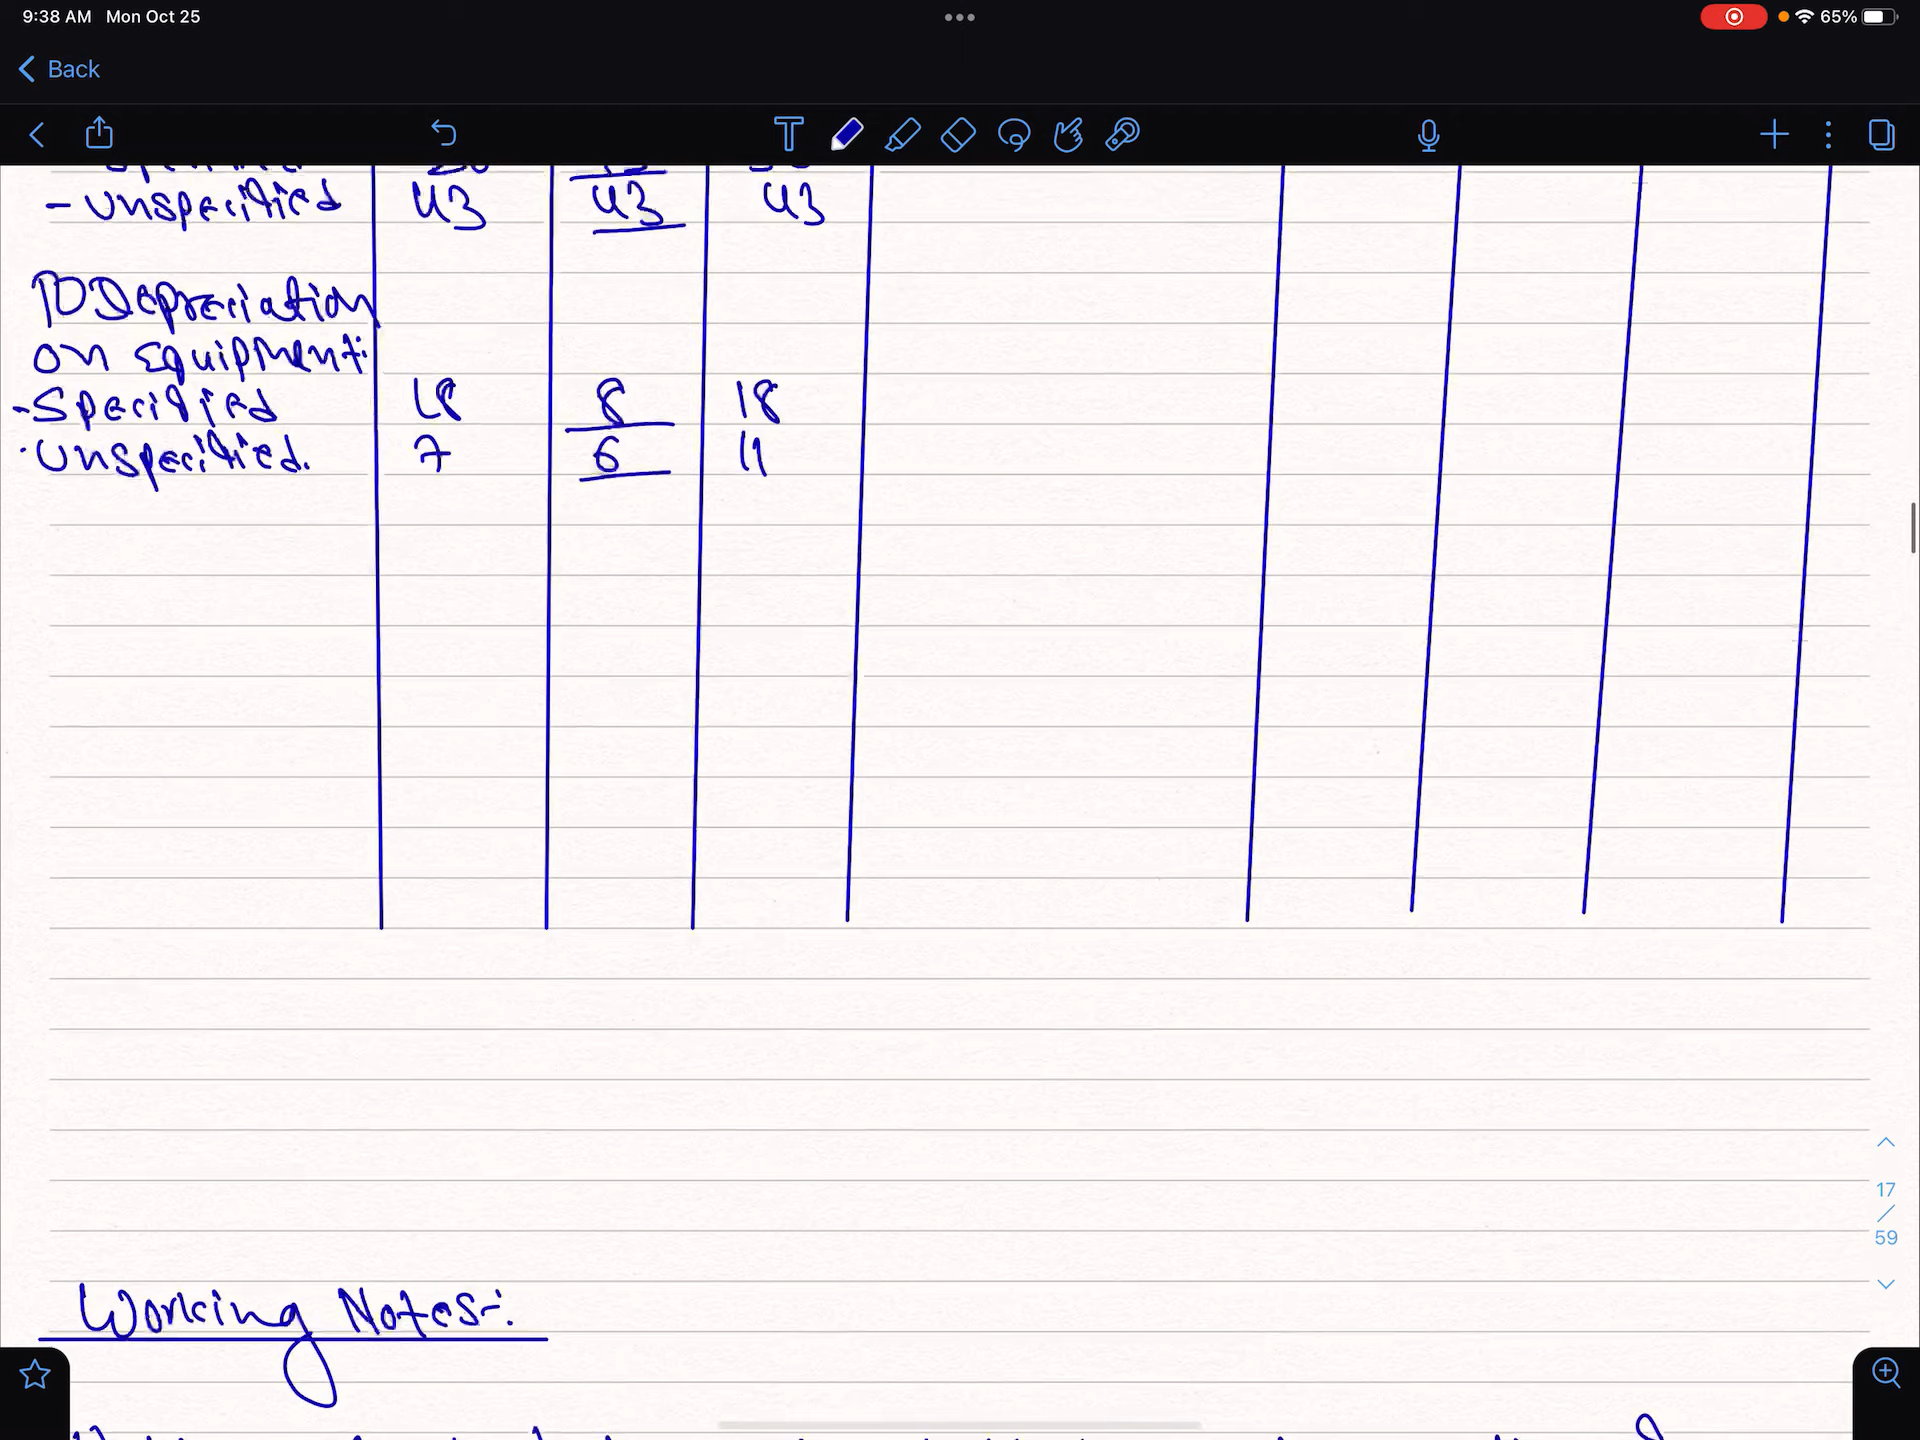 9:38 AM Mon Oct 25
65%
Back
- Unspecified 43 43 43
TO Depreciation
on Equipment:
- Specified 18 8 18
- Unspecified. 7 6 11
17
/
59
Working Notes:-